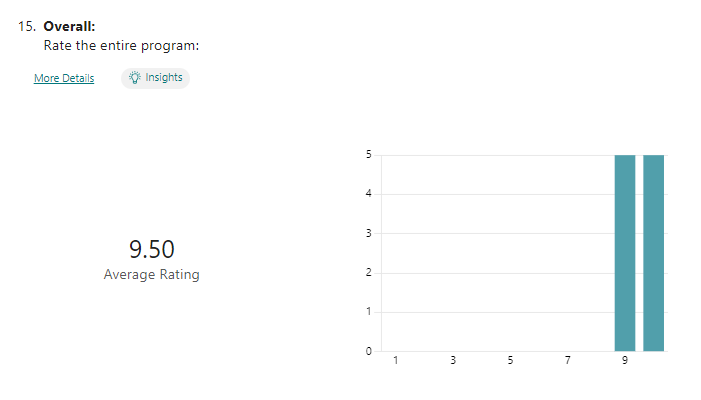 15. Overall:
Rate the entire program:
More Details
Insights
9.50
Average Rating
5
4
3
2
1
0
1 3 5 7 9